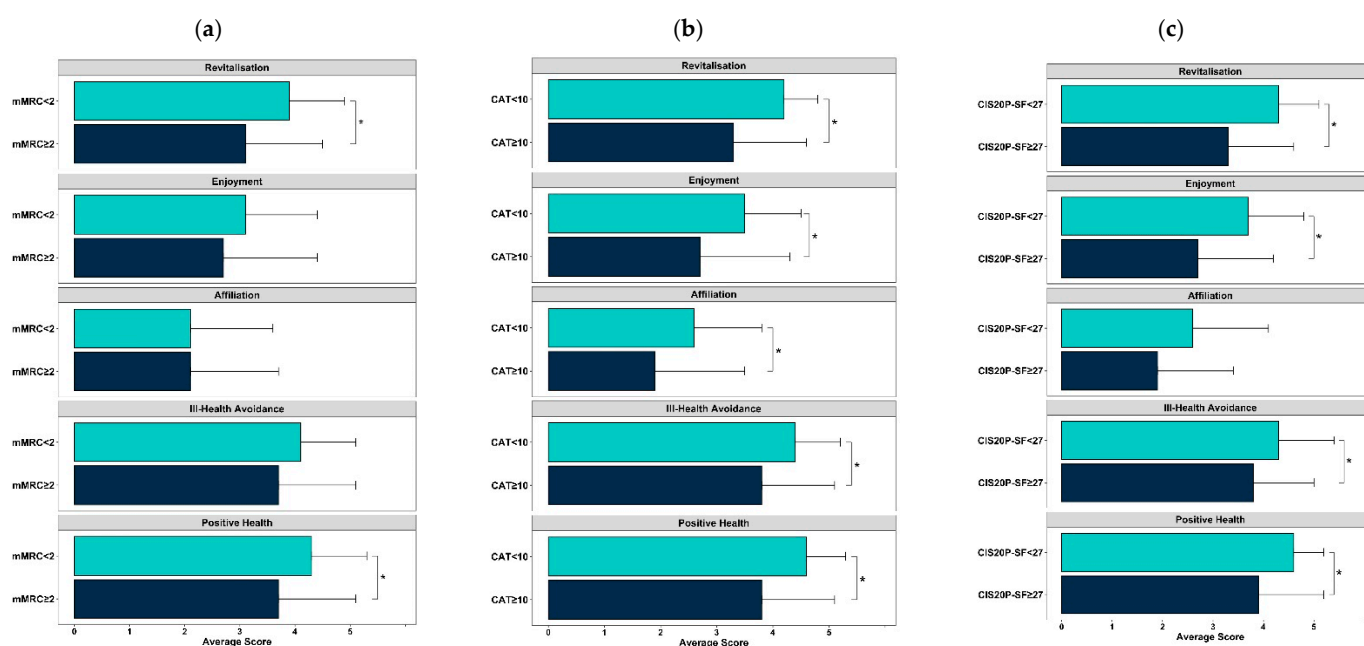 (a)
Revitalisation
mMRC<2
*
mMRC≥2
Enjoyment
mMRC<2
mMRC≥2
Affiliation
mMRC<2
mMRC≥2
Ill-Health Avoidance
mMRC<2
mMRC≥2
Positive Health
mMRC<2
*
mMRC≥2
0 1 2 3 4 5
Average Score
(b)
Revitalisation
CAT<10
*
CAT≥10
Enjoyment
CAT<10
*
CAT≥10
Affiliation
CAT<10
*
CAT≥10
Ill-Health Avoidance
CAT<10
*
CAT≥10
Positive Health
CAT<10
*
CAT≥10
0 1 2 3 4 5
Average Score
(c)
Revitalisation
CIS20P-SF<27
*
CIS20P-SF≥27
Enjoyment
CIS20P-SF<27
*
CIS20P-SF≥27
Affiliation
CIS20P-SF<27
CIS20P-SF≥27
Ill-Health Avoidance
CIS20P-SF<27
*
CIS20P-SF≥27
Positive Health
CIS20P-SF<27
*
CIS20P-SF≥27
0 1 2 3 4 5
Average Score